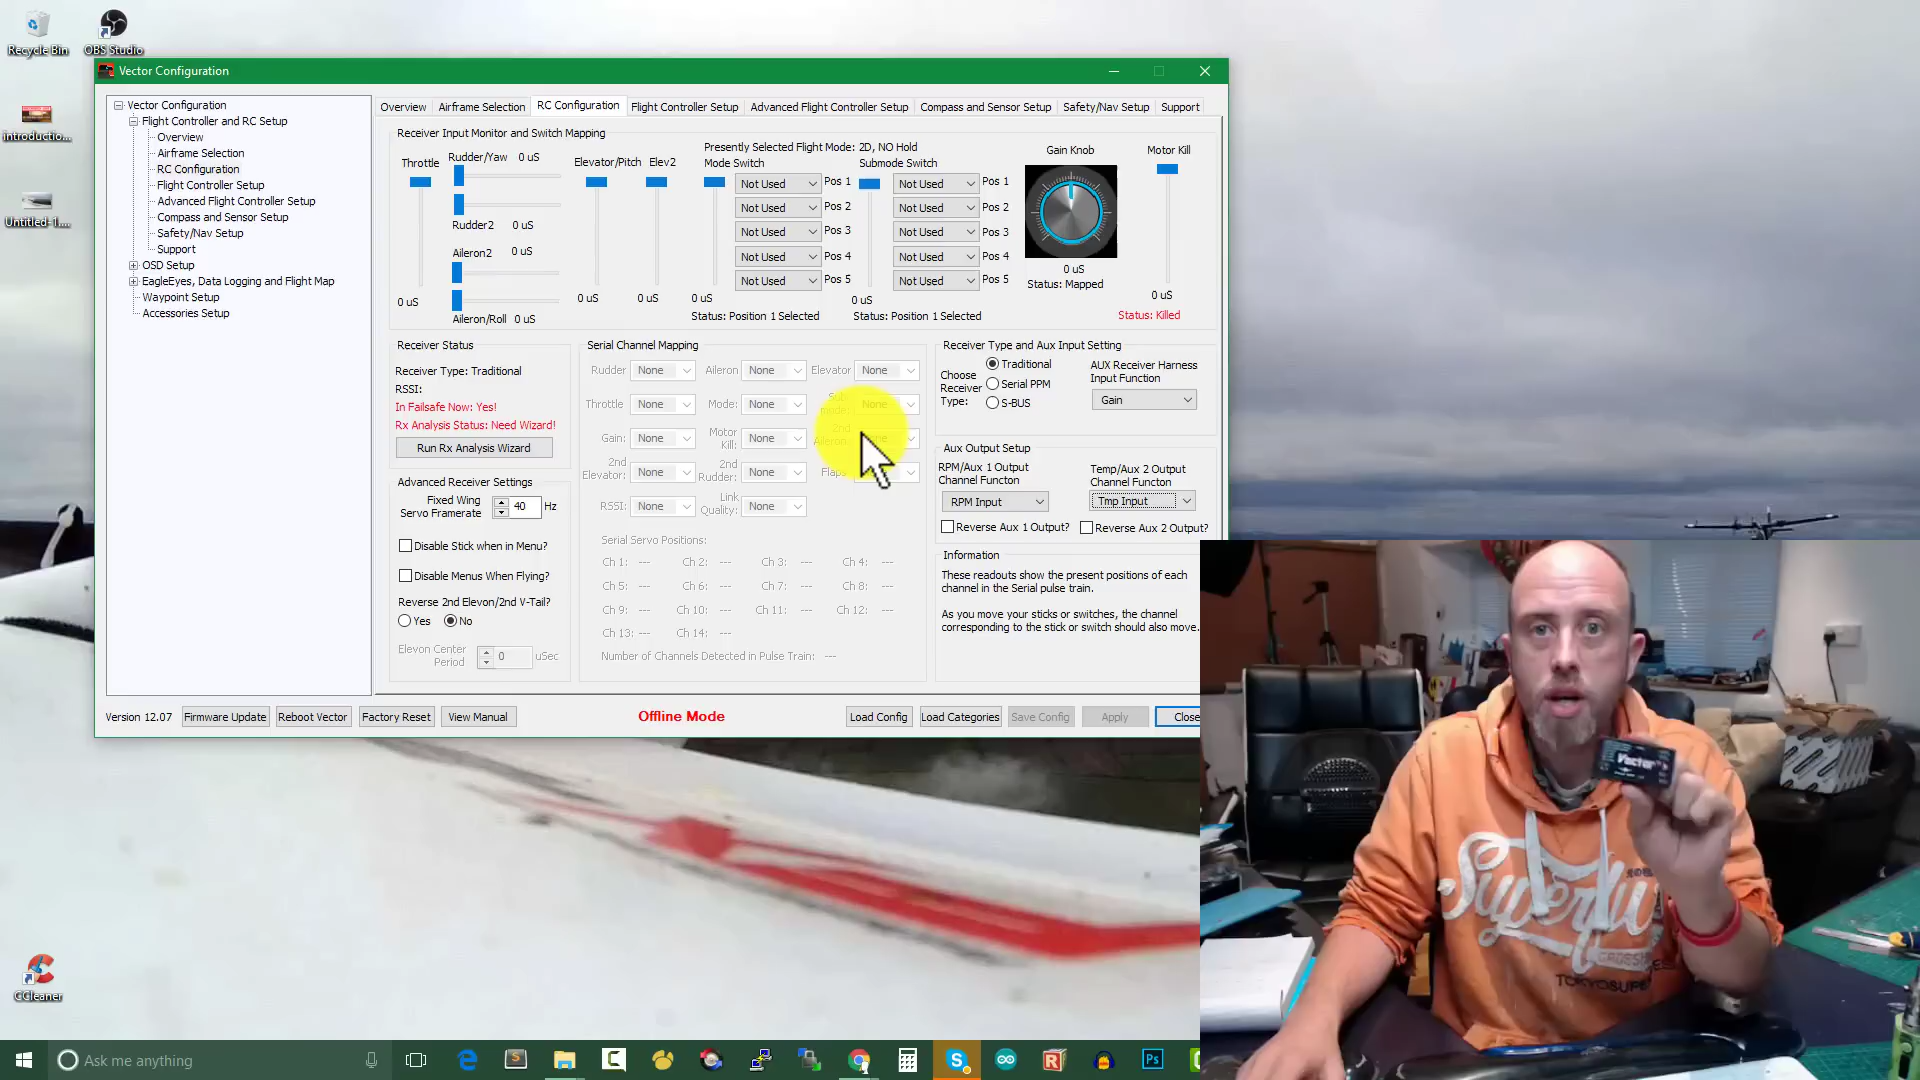 Recycle Bin
OBS Studio
introductio...
Untitled-1....
CCleaner
Vector Configuration
Vector Configuration
Flight Controller and RC Setup
Overview
Airframe Selection
RC Configuration
Flight Controller Setup
Advanced Flight Controller Setup
Compass and Sensor Setup
Safety/Nav Setup
Support
OSD Setup
EagleEyes, Data Logging and Flight Map
Waypoint Setup
Accessories Setup
Overview Airframe Selection RC Configuration Flight Controller Setup Advanced Flight Controller Setup Compass and Sensor Setup Safety/Nav Setup Support
Receiver Input Monitor and Switch Mapping
Throttle
0 uS
Rudder/Yaw 0 uS
Rudder2 0 uS
Aileron2 0 uS
Aileron/Roll 0 uS
Elevator/Pitch Elev2
0 uS 0 uS
Presently Selected Flight Mode: 2D, NO Hold
Mode Switch Submode Switch
Not Used Pos 1 Not Used Pos 1
Not Used Pos 2 Not Used Pos 2
Not Used Pos 3 Not Used Pos 3
Not Used Pos 4 Not Used Pos 4
Not Used Pos 5 Not Used Pos 5
0 uS 0 uS
Status: Position 1 Selected Status: Position 1 Selected
Gain Knob
0 uS
Status: Mapped
Motor Kill
0 uS
Status: Killed
Receiver Status
Receiver Type: Traditional
RSSI:
In Failsafe Now: Yes!
Rx Analysis Status: Need Wizard!
Run Rx Analysis Wizard
Advanced Receiver Settings
Fixed Wing
Servo Framerate 40 Hz
Disable Stick when in Menu?
Disable Menus When Flying?
Reverse 2nd Elevon/2nd V-Tail?
Yes No
Elevon Center
Period 0 uSec
Serial Channel Mapping
Rudder None Aileron None Elevator None
Throttle None Mode: None Sub mode: None
Gain: None Motor Kill: None 2nd Aileron: None
2nd Elevator: None 2nd Rudder: None Flaps None
RSSI: None Link Quality: None
Serial Servo Positions:
Ch 1: --- Ch 2: --- Ch 3: --- Ch 4: ---
Ch 5: --- Ch 6: --- Ch 7: --- Ch 8: ---
Ch 9: --- Ch 10: --- Ch 11: --- Ch 12: ---
Ch 13: --- Ch 14: ---
Number of Channels Detected in Pulse Train: ---
Receiver Type and Aux Input Setting
Choose Receiver Type:
Traditional
Serial PPM
S-BUS
AUX Receiver Harness
Input Function
Gain
Aux Output Setup
RPM/Aux 1 Output
Channel Functon
RPM Input
Temp/Aux 2 Output
Channel Functon
Tmp Input
Reverse Aux 1 Output? Reverse Aux 2 Output?
Information
These readouts show the present positions of each
channel in the Serial pulse train.
As you move your sticks or switches, the channel
corresponding to the stick or switch should also move.
Version 12.07 Firmware Update Reboot Vector Factory Reset View Manual Offline Mode Load Config Load Categories Save Config Apply Close
Vector
Superdry
TOKYO
Ask me anything
Ps